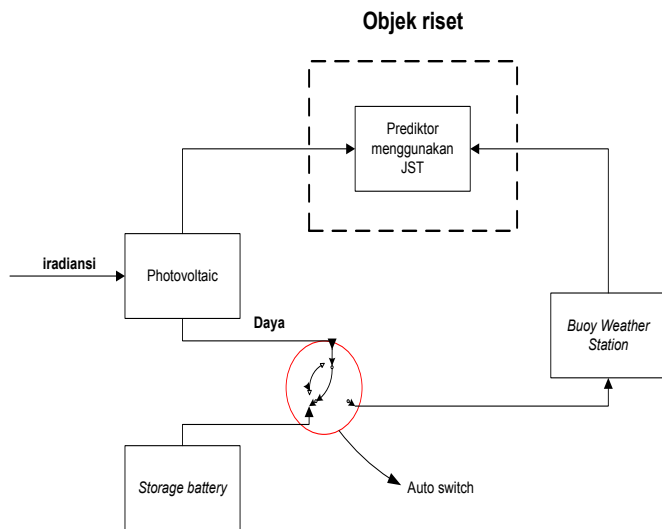 Objek riset
Prediktor
menggunakan
JST
iradiansi
Photovoltaic
Daya
Buoy Weather
Station
Storage battery
Auto switch